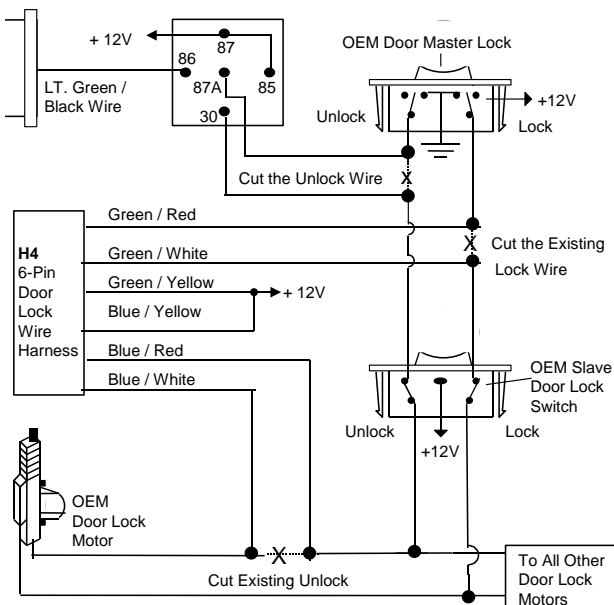 + 12V
87
86
87A
85
30
LT. Green /
Black Wire
OEM Door Master Lock
+12V
Unlock
Lock
Cut the Unlock Wire
X
Green / Red
X
Cut the Existing
Lock Wire
H4
6-Pin
Door
Lock
Wire
Harness
Green / White
Green / Yellow
+ 12V
Blue / Yellow
Blue / Red
Blue / White
OEM Slave
Door Lock
Switch
Unlock
Lock
+12V
OEM
Door Lock
Motor
X
Cut Existing Unlock
To All Other
Door Lock
Motors